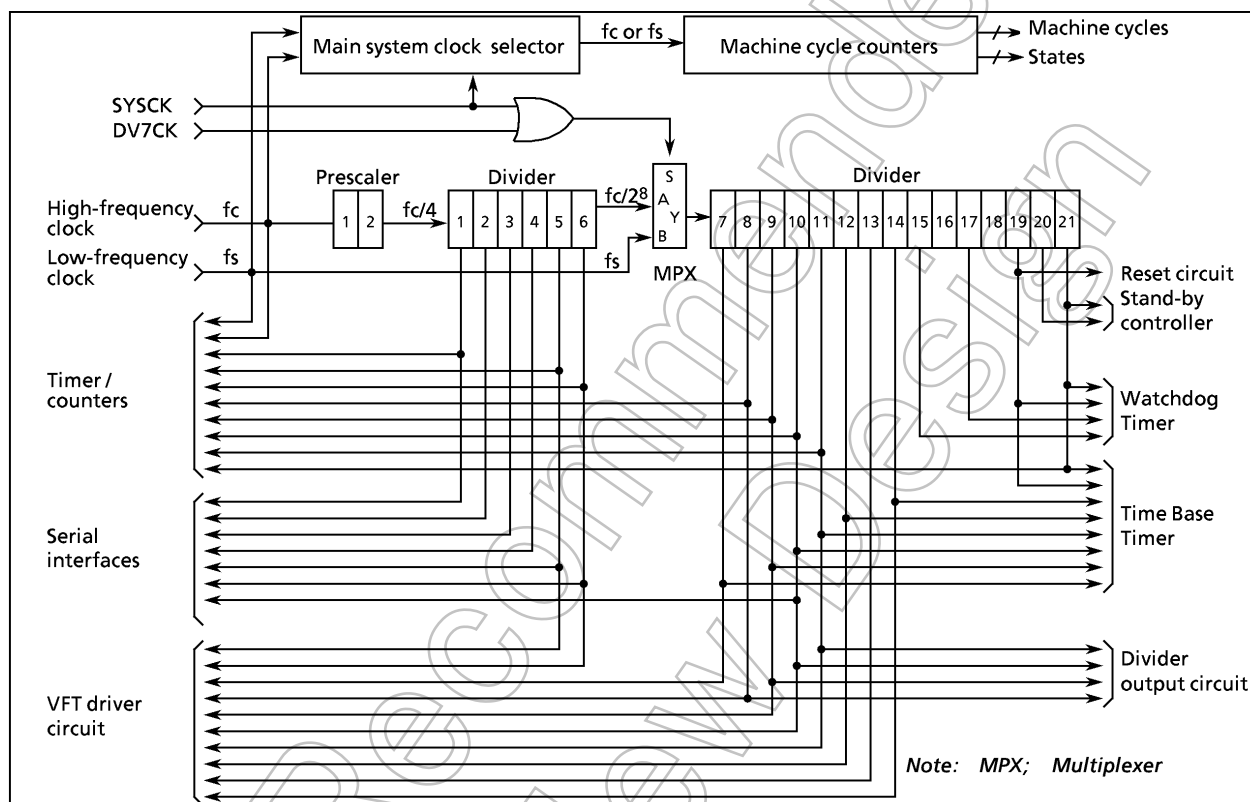 Main system clock selector
fc or fs
Machine cycle counters
Machine cycles
States
SYSCK
DV7CK
Prescaler
Divider
fc/2⁸
S
A
Y
B
MPX
Divider
High-frequency
clock
fc
1 2
fc/4
1 2 3 4 5 6
7 8 9 10 11 12 13 14 15 16 17 18 19 20 21
Low-frequency
clock
fs
fs
Reset circuit
Stand-by
controller
Timer /
counters
Watchdog
Timer
Serial
interfaces
Time Base
Timer
VFT driver
circuit
Divider
output circuit
Note: MPX; Multiplexer
Recommende
ew Design